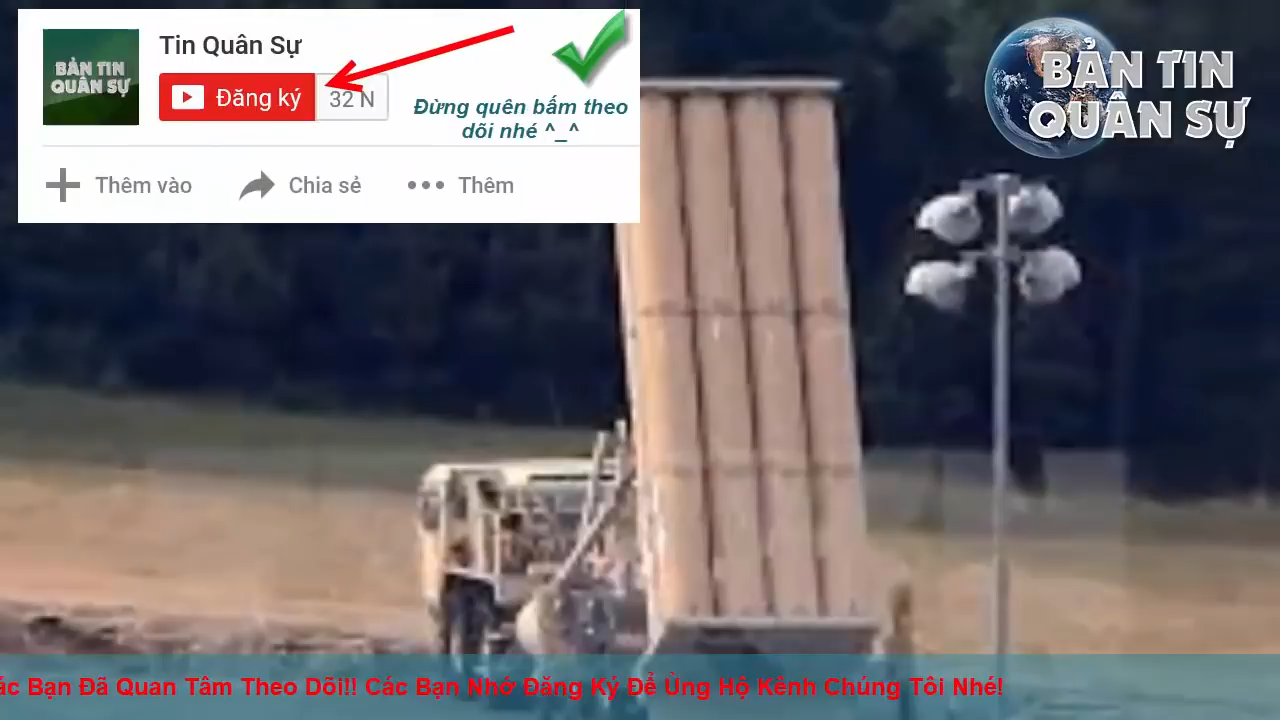 Tin Quân Sự
BẢN TIN
QUÂN SỰ
Đăng ký
32 N
Đừng quên bấm theo
dõi nhé ^_^
Thêm vào
Chia sẻ
Thêm
BẢN TIN
QUÂN SỰ
Bạn Đã Quan Tâm Theo Dõi!! Các Bạn Nhớ Đăng Ký Để Ủng Hộ Kênh Chúng Tôi Nhé!